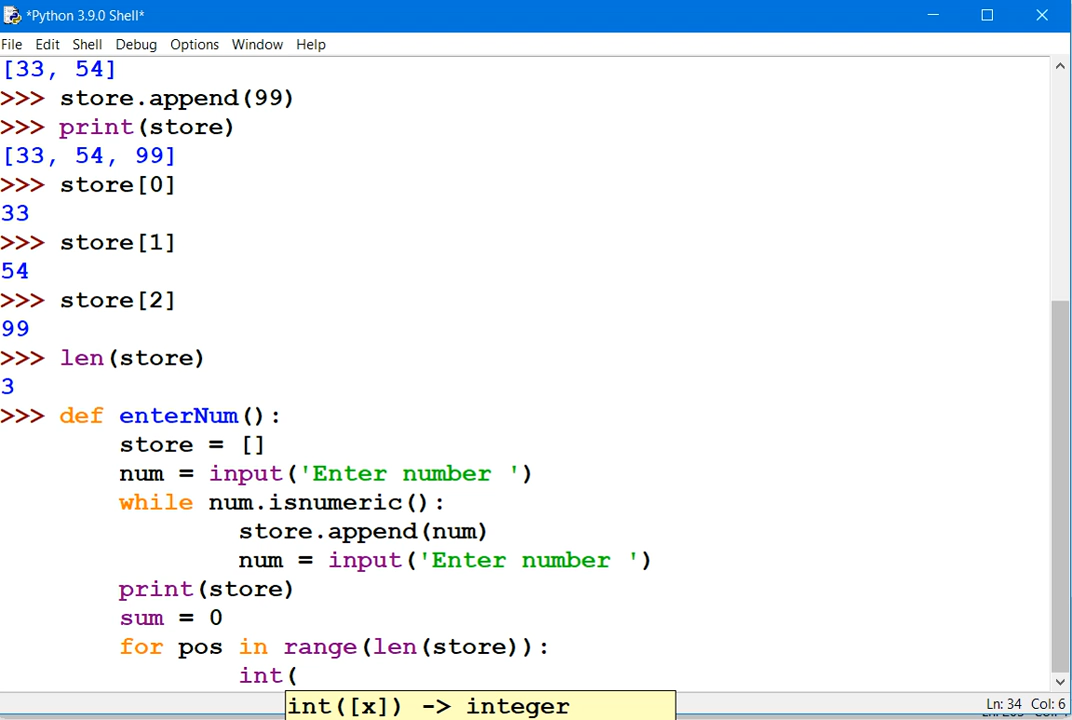 *Python 3.9.0 Shell*
File Edit Shell Debug Options Window Help
[33, 54]
>>> store.append(99)
>>> print(store)
[33, 54, 99]
>>> store[0]
33
>>> store[1]
54
>>> store[2]
99
>>> len(store)
3
>>> def enterNum():
store = []
num = input('Enter number ')
while num.isnumeric():
store.append(num)
num = input('Enter number ')
print(store)
sum = 0
for pos in range(len(store)):
int(
int([x]) -> integer
Ln: 34 Col: 6